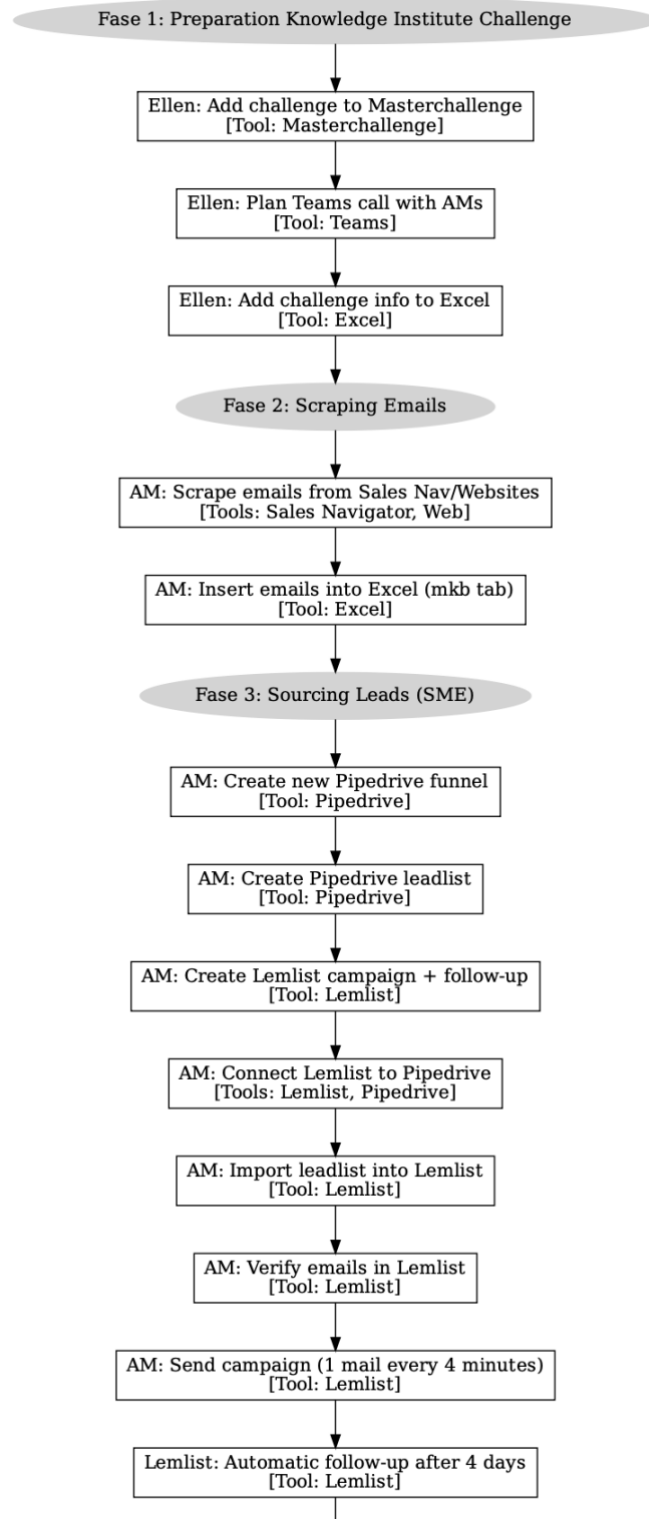 Fase 1: Preparation Knowledge Institute Challenge
Ellen: Add challenge to Masterchallenge
[Tool: Masterchallenge]
Ellen: Plan Teams call with AMs
[Tool: Teams]
Ellen: Add challenge info to Excel
[Tool: Excel]
Fase 2: Scraping Emails
AM: Scrape emails from Sales Nav/Websites
[Tools: Sales Navigator, Web]
AM: Insert emails into Excel (mkb tab)
[Tool: Excel]
Fase 3: Sourcing Leads (SME)
AM: Create new Pipedrive funnel
[Tool: Pipedrive]
AM: Create Pipedrive leadlist
[Tool: Pipedrive]
AM: Create Lemlist campaign + follow-up
[Tool: Lemlist]
AM: Connect Lemlist to Pipedrive
[Tools: Lemlist, Pipedrive]
AM: Import leadlist into Lemlist
[Tool: Lemlist]
AM: Verify emails in Lemlist
[Tool: Lemlist]
AM: Send campaign (1 mail every 4 minutes)
[Tool: Lemlist]
Lemlist: Automatic follow-up after 4 days
[Tool: Lemlist]